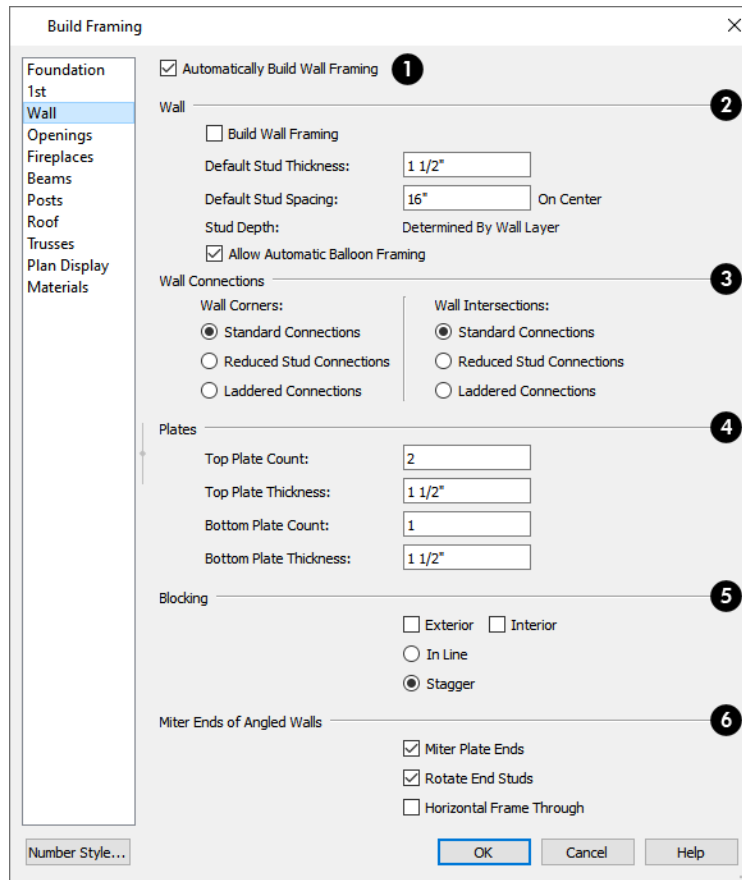 Build Framing
Foundation
1st
Wall
Openings
Fireplaces
Beams
Posts
Roof
Trusses
Plan Display
Materials
Automatically Build Wall Framing 1
Wall 2
Build Wall Framing
Default Stud Thickness: 1 1/2"
Default Stud Spacing: 16" On Center
Stud Depth: Determined By Wall Layer
Allow Automatic Balloon Framing
Wall Connections 3
Wall Corners: Wall Intersections:
Standard Connections Standard Connections
Reduced Stud Connections Reduced Stud Connections
Laddered Connections Laddered Connections
Plates 4
Top Plate Count: 2
Top Plate Thickness: 1 1/2"
Bottom Plate Count: 1
Bottom Plate Thickness: 1 1/2"
Blocking 5
Exterior Interior
In Line
Stagger
Miter Ends of Angled Walls 6
Miter Plate Ends
Rotate End Studs
Horizontal Frame Through
Number Style... OK Cancel Help